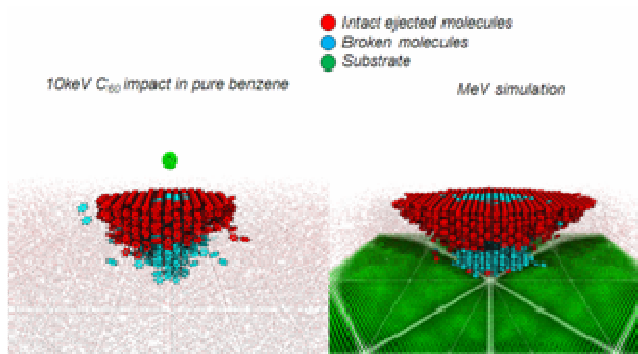 Intact ejected molecules
Broken molecules
Substrate
10keV C60 impact in pure benzene
MeV simulation